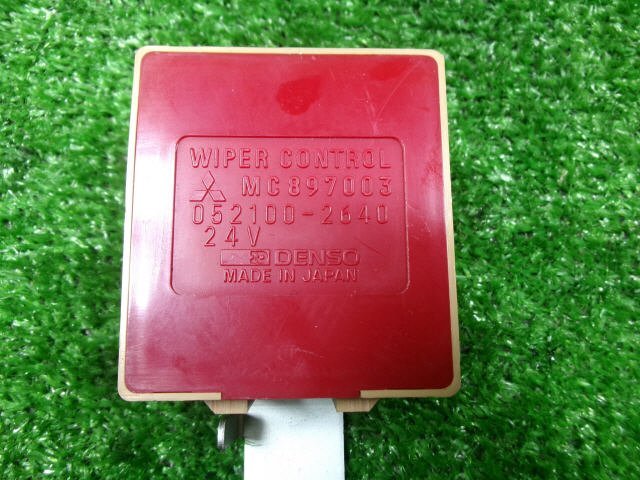 WIPER CONTROL
MC897003
052100-2640
24V
DENSO
MADE IN JAPAN